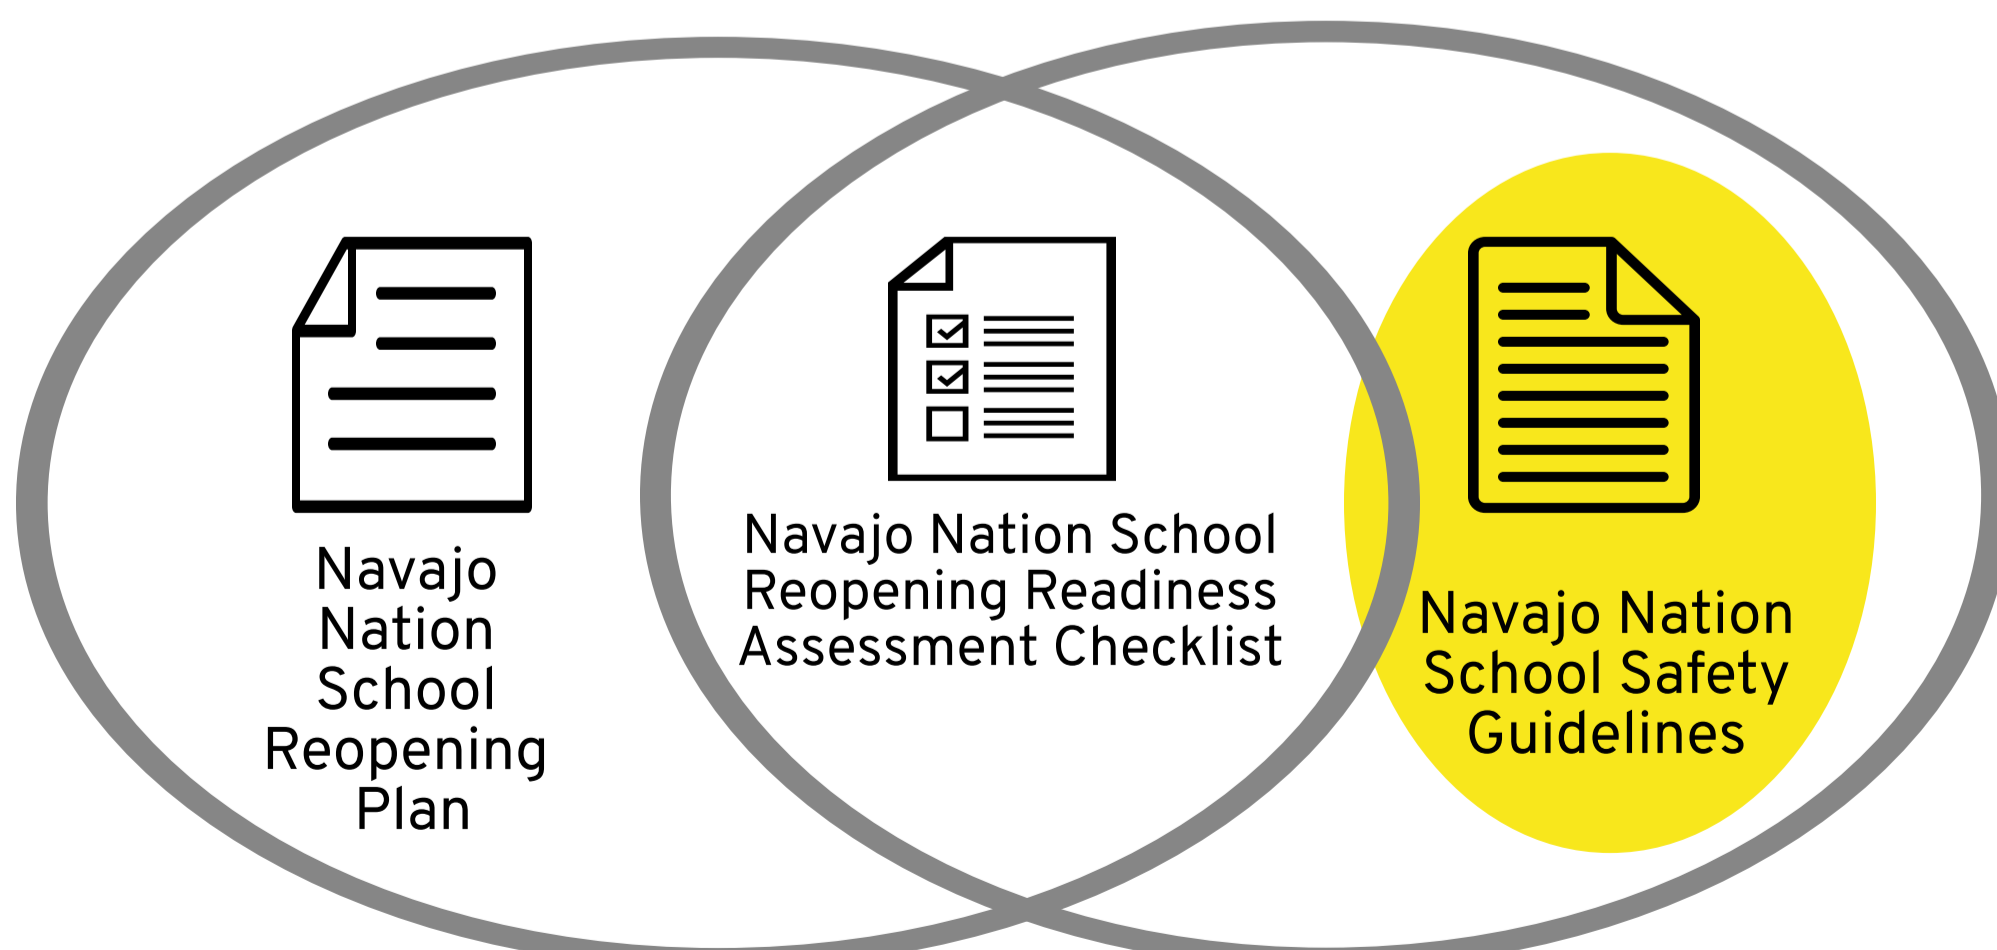 Navajo
Nation
School
Reopening
Plan
Navajo Nation School
Reopening Readiness
Assessment Checklist
Navajo Nation
School Safety
Guidelines